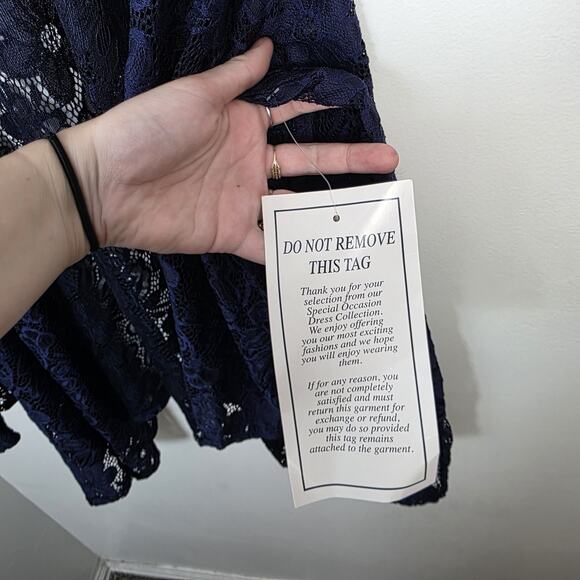 DO NOT REMOVE
THIS TAG
Thank you for your
selection from our
Special Occasion
Dress Collection.
We enjoy offering
you our most exciting
fashions and we hope
you will enjoy wearing
them.
If for any reason, you
are not completely
satisfied and must
return this garment for
exchange or refund,
you may do so provided
this tag remains
attached to the garment.